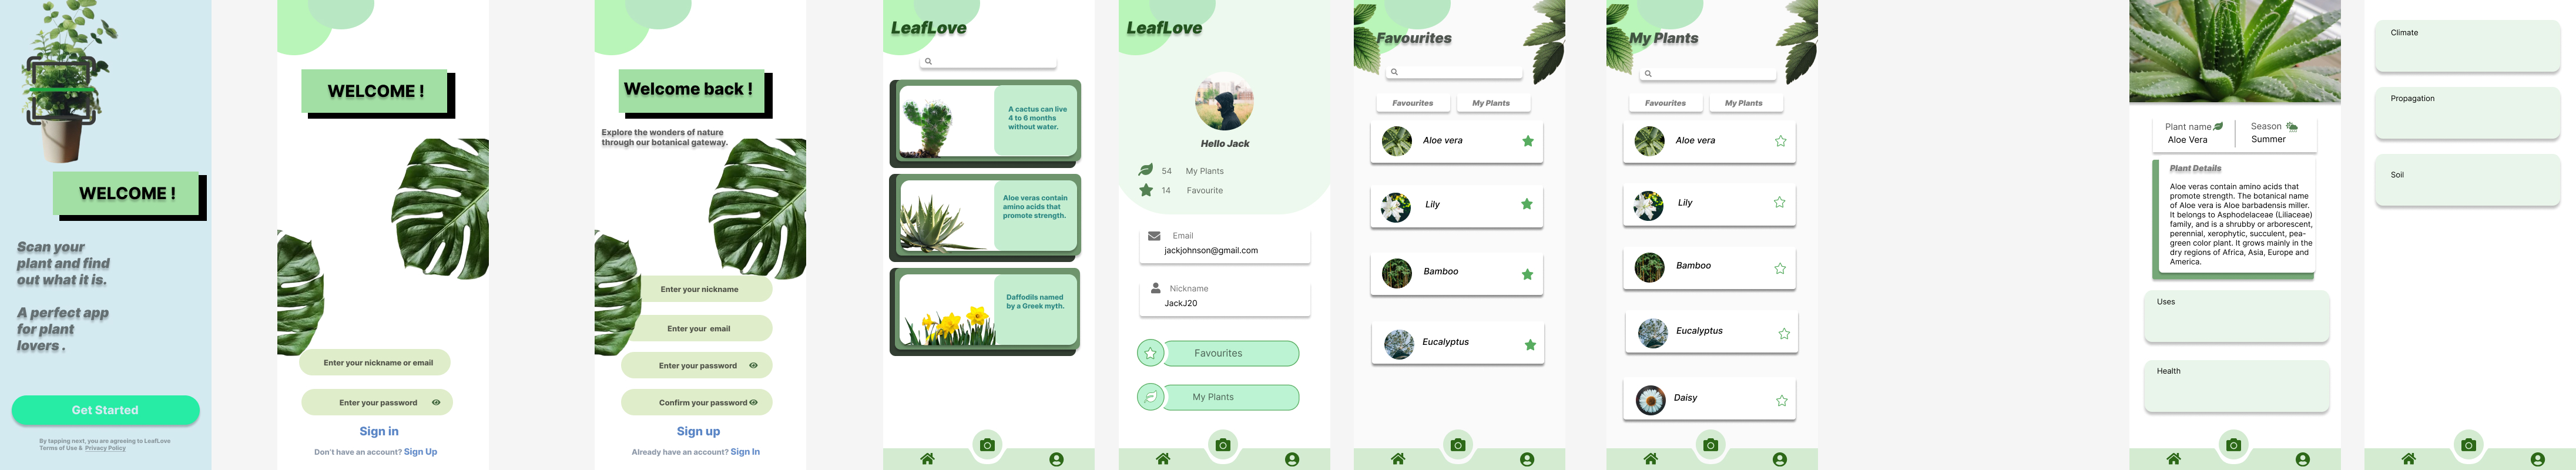 WELCOME !
Scan your
plant and find
out what it is.
A perfect app
for plant
lovers .
Get Started
By tapping next, you are agreeing to LeafLove
Terms of Use & Privacy Policy
WELCOME !
Enter your nickname or email
Enter your password
Sign in
Don't have an account? Sign Up
Welcome back !
Explore the wonders of nature
through our botanical gateway.
Enter your nickname
Enter your email
Enter your password
Confirm your password
Sign up
Already have an account? Sign In
LeafLove
A cactus can live
4 to 6 months
without water.
Aloe veras contain
amino acids that
promote strength.
Daffodils named
by a Greek myth.
LeafLove
Hello Jack
54 My Plants
14 Favourite
Email
jackjohnson@gmail.com
Nickname
JackJ20
Favourites
My Plants
Favourites
Favourites My Plants
Aloe vera
Lily
Bamboo
Eucalyptus
My Plants
Favourites My Plants
Aloe vera
Lily
Bamboo
Eucalyptus
Daisy
Plant name Season
Aloe Vera Summer
Plant Details
Aloe veras contain amino acids that
promote strength. The botanical name
of Aloe vera is Aloe barbadensis miller.
It belongs to Asphodelaceae (Liliaceae)
family, and is a shrubby or arborescent,
perennial, xerophytic, succulent, pea-
green color plant. It grows mainly in the
dry regions of Africa, Asia, Europe and
America.
Uses
Health
Climate
Propagation
Soil